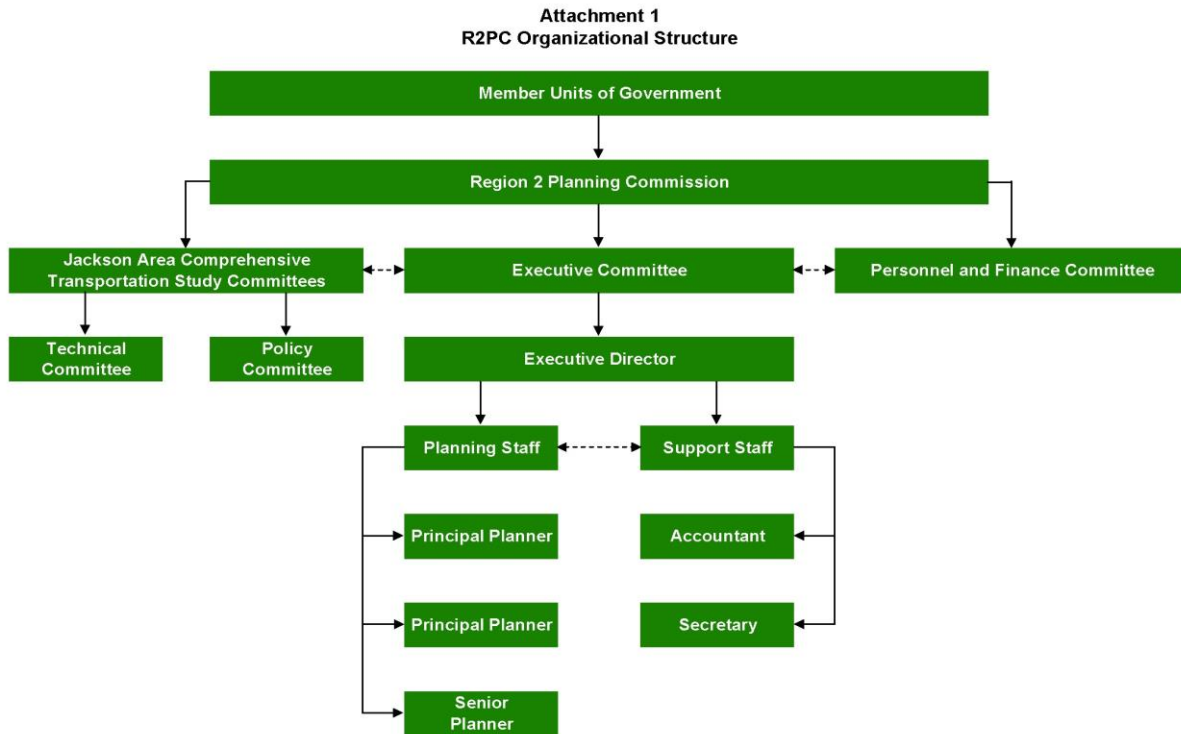 Attachment 1
R2PC Organizational Structure
Member Units of Government
Region 2 Planning Commission
Jackson Area Comprehensive
Transportation Study Committees
Executive Committee
Personnel and Finance Committee
Technical
Committee
Policy
Committee
Executive Director
Planning Staff
Support Staff
Principal Planner
Accountant
Principal Planner
Secretary
Senior
Planner